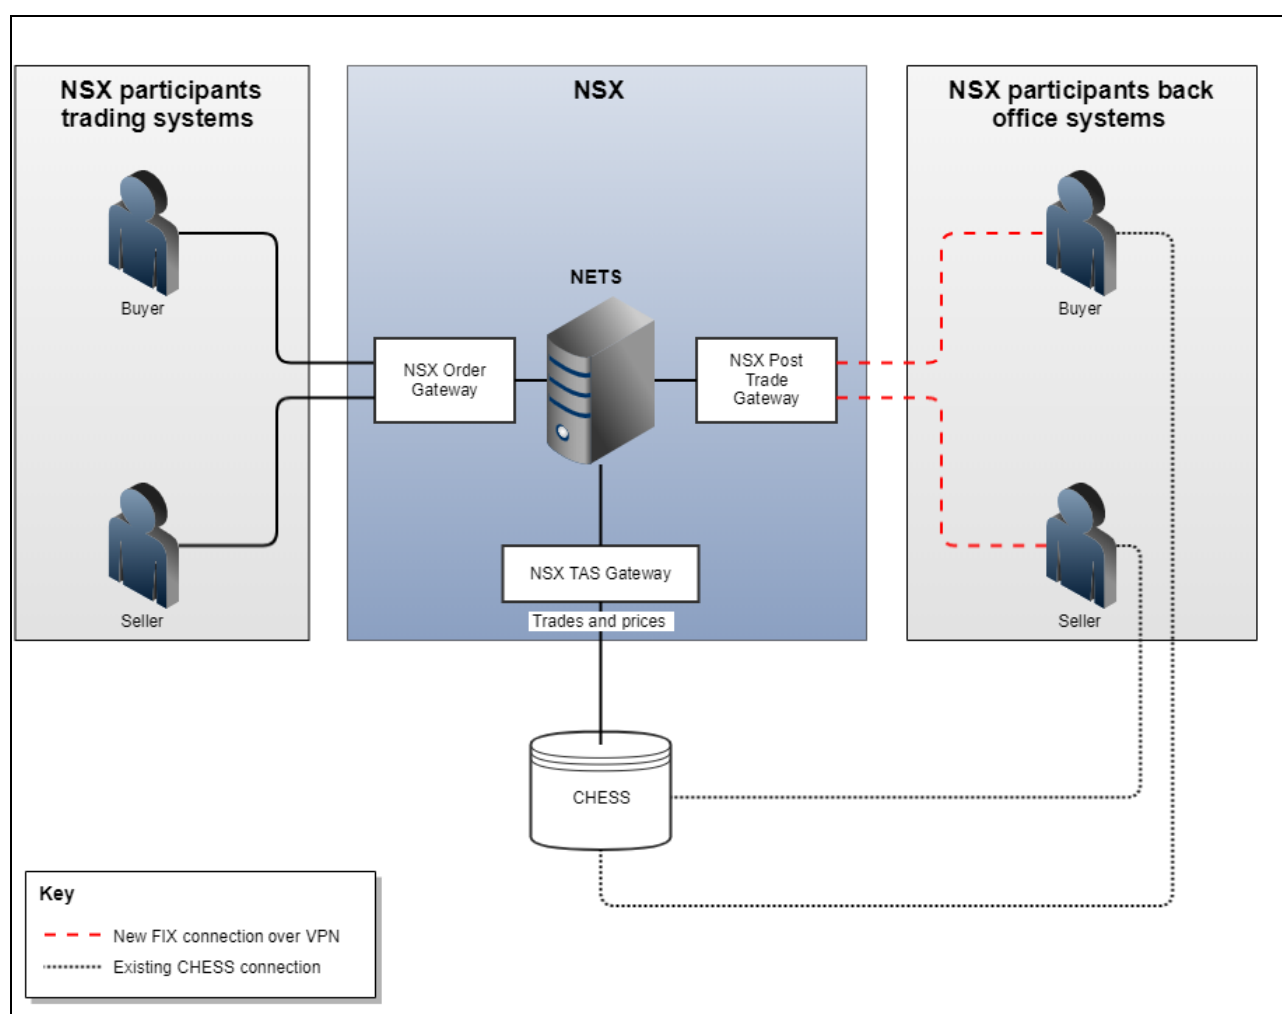 NSX participants
trading systems
NSX
NSX participants back
office systems
Buyer
Buyer
NETS
NSX Order
Gateway
NSX Post
Trade
Gateway
NSX TAS Gateway
Trades and prices
Seller
Seller
CHESS
Key
New FIX connection over VPN
Existing CHESS connection